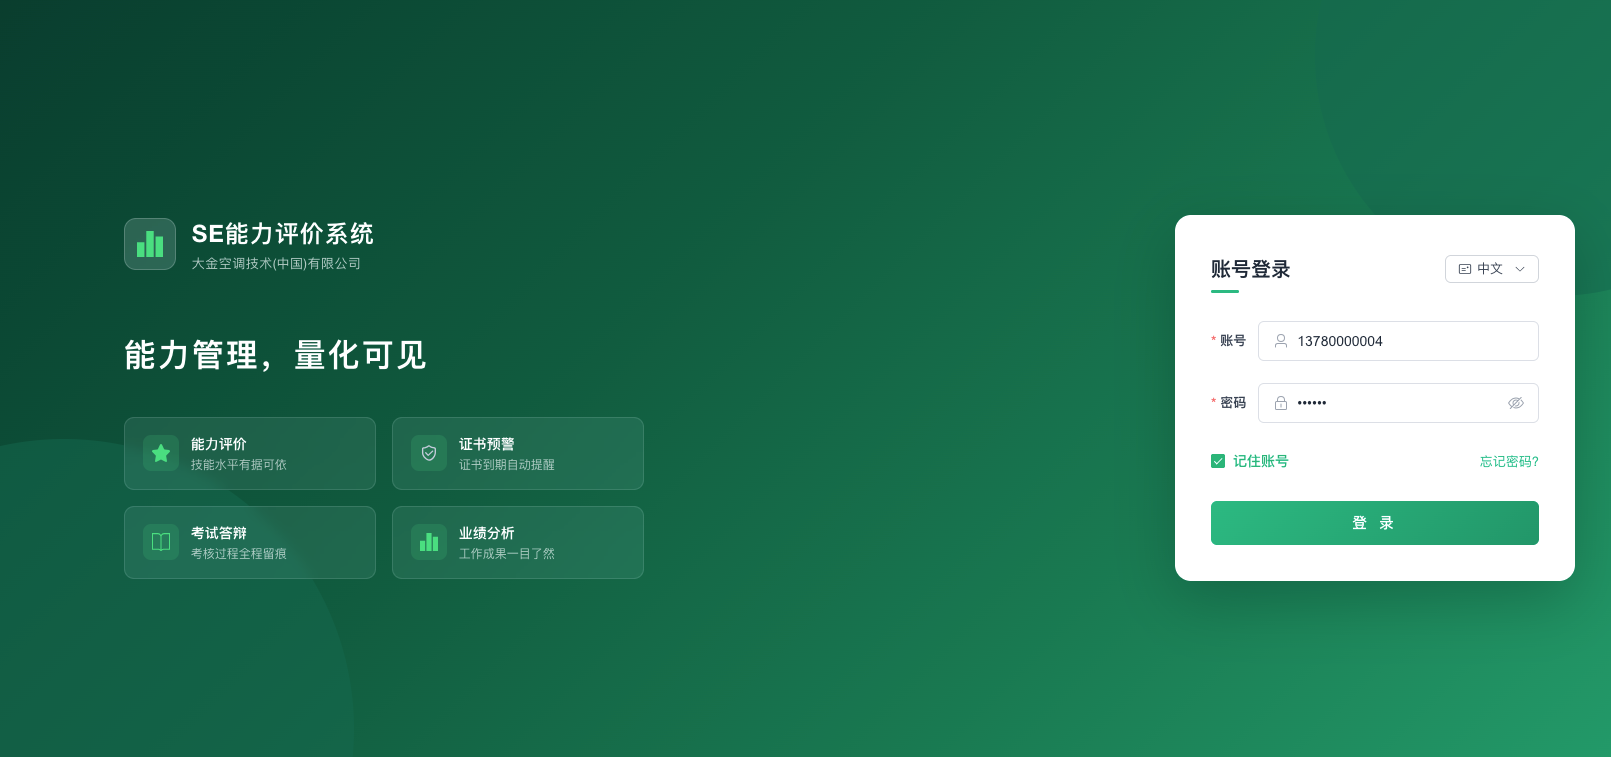 SE能力评价系统
大金空调技术(中国)有限公司
能力管理，量化可见
能力评价
技能水平有据可依
证书预警
证书到期自动提醒
考试答辩
考核过程全程留痕
业绩分析
工作成果一目了然
账号登录
中文
* 账号
13780000004
* 密码
••••••
记住账号
忘记密码?
登 录